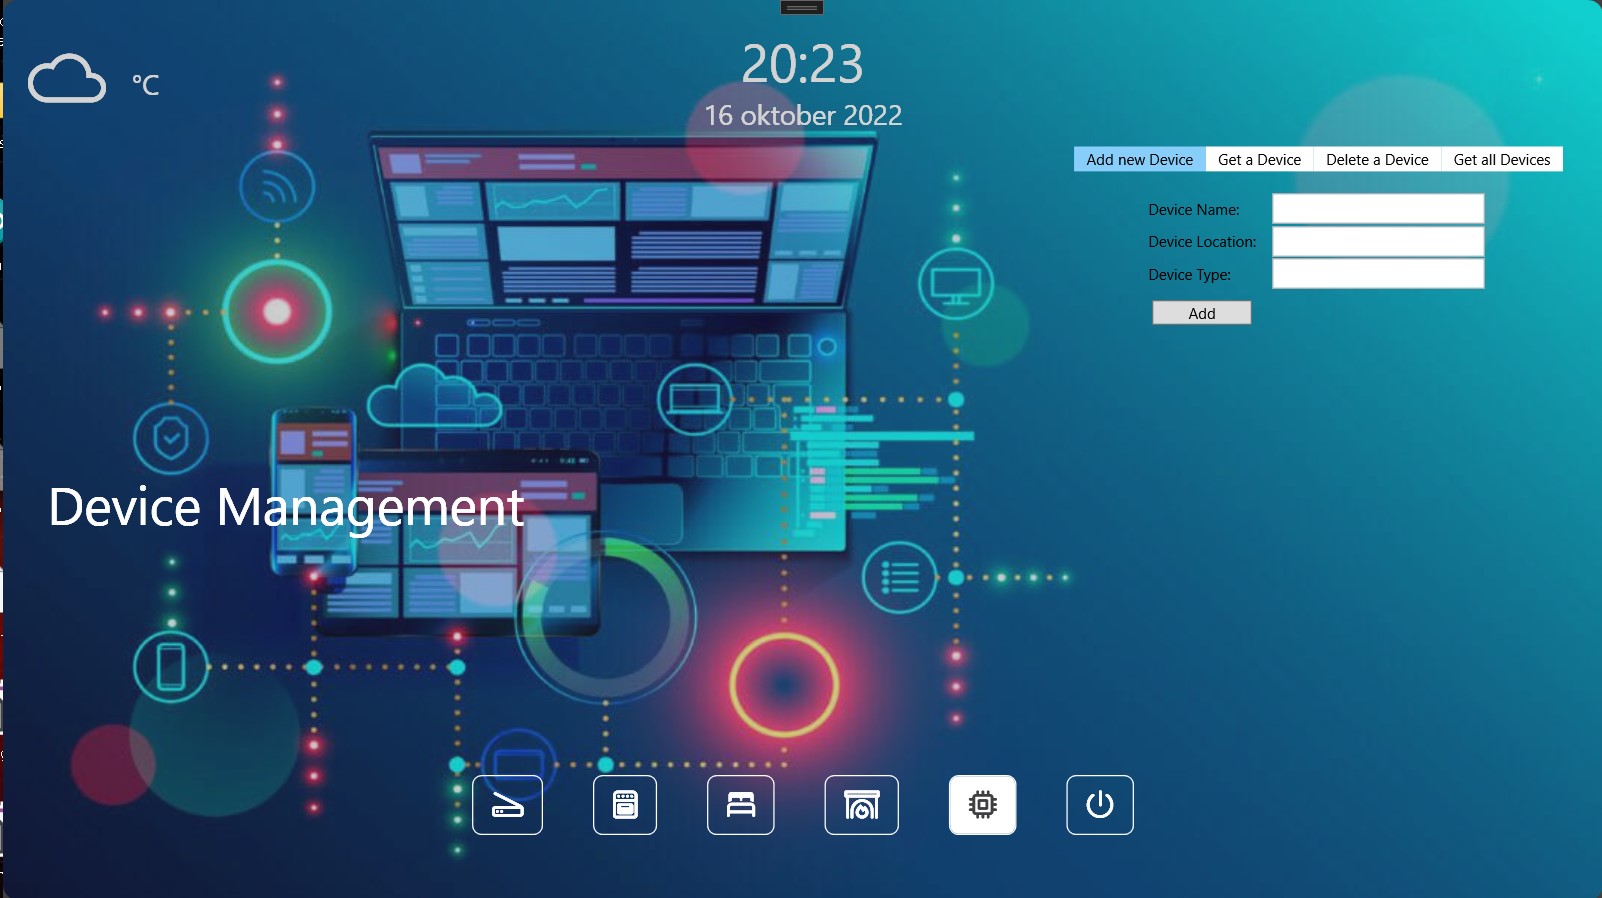 °C
20:23
16 oktober 2022
Add new Device
Get a Device
Delete a Device
Get all Devices
Device Name:
Device Location:
Device Type:
Add
Device Management